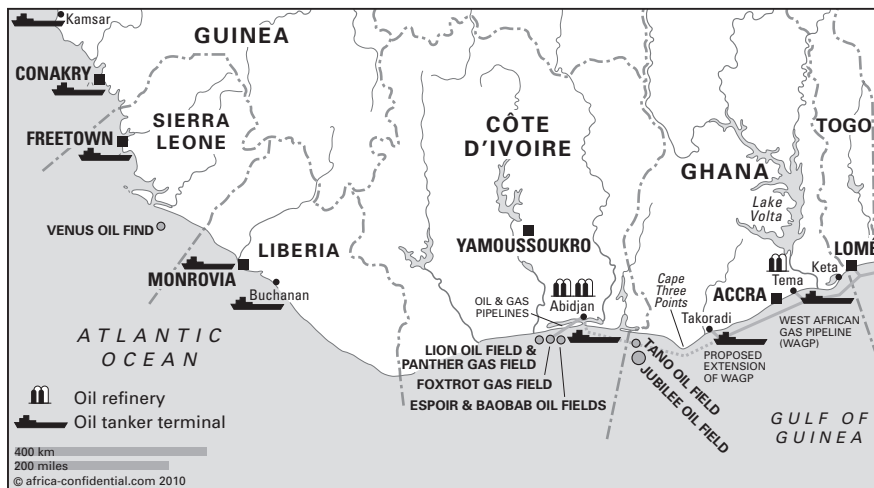 Kamsar
GUINEA
CONAKRY
SIERRA
LEONE
FREETOWN
CÔTE
D'IVOIRE
TOGO
GHANA
Lake
Volta
VENUS OIL FIND
LIBERIA
MONROVIA
Buchanan
YAMOUSSOUKRO
LOMÉ
Keta
Tema
ACCRA
Cape
Three
Points
Takoradi
OIL & GAS
PIPELINES
Abidjan
WEST AFRICAN
GAS PIPELINE
(WAGP)
PROPOSED
EXTENSION
OF WAGP
ATLANTIC
OCEAN
LION OIL FIELD &
PANTHER GAS FIELD
FOXTROT GAS FIELD
ESPOIR & BAOBAB OIL FIELDS
TANO OIL FIELD
JUBILEE OIL FIELD
GULF OF
GUINEA
Oil refinery
Oil tanker terminal
400 km
200 miles
© africa-confidential.com 2010